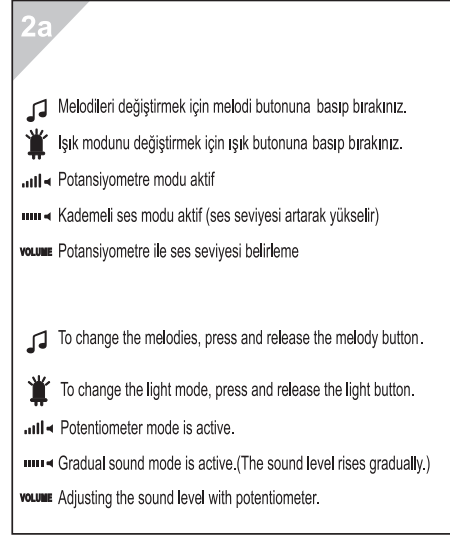 2a
Melodileri değiştirmek için melodi butonuna basıp bırakınız.
Işık modunu değiştirmek için ışık butonuna basıp bırakınız.
Potansiyometre modu aktif
Kademeli ses modu aktif (ses seviyesi artarak yükselir)
VOLUME Potansiyometre ile ses seviyesi belirleme
To change the melodies, press and release the melody button.
To change the light mode, press and release the light button.
Potentiometer mode is active.
Gradual sound mode is active.(The sound level rises gradually.)
VOLUME Adjusting the sound level with potentiometer.